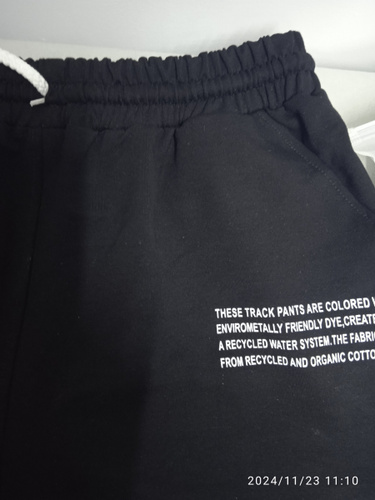 THESE TRACK PANTS ARE COLORED
ENVIROMETALLY FRIENDLY DYE,CREATE
A RECYCLED WATER SYSTEM.THE FABRIC
FROM RECYCLED AND ORGANIC COTTO
2024/11/23 11:10